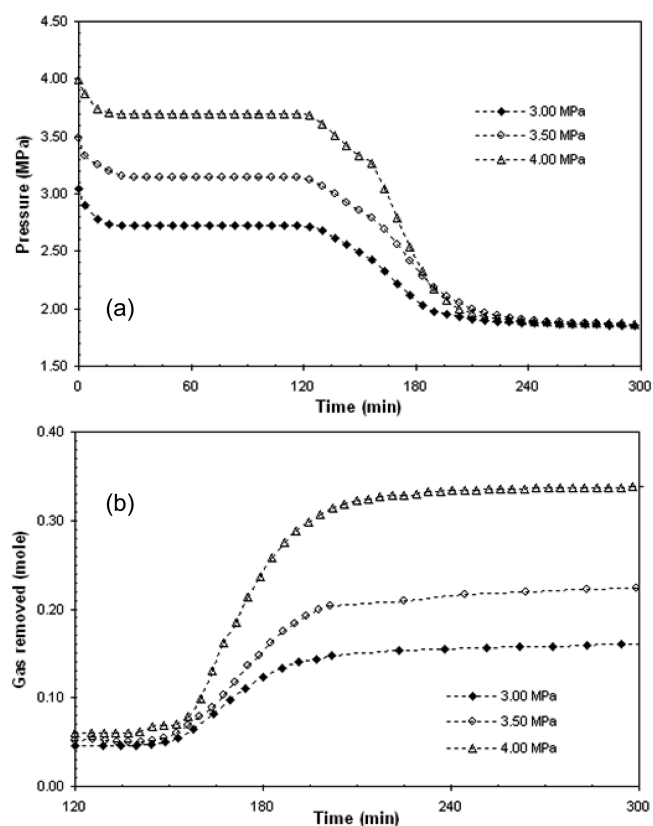 4.00
3.50
3.00
2.50
2.00
1.50
Pressure (MPa)
3.00 MPa
3.50 MPa
4.00 MPa
(a)
0 60 120 180 240 300
Time (min)
0.40
0.30
0.20
0.10
0.00
Gas removed (mole)
(b)
3.00 MPa
3.50 MPa
4.00 MPa
120 180 240 300
Time (min)